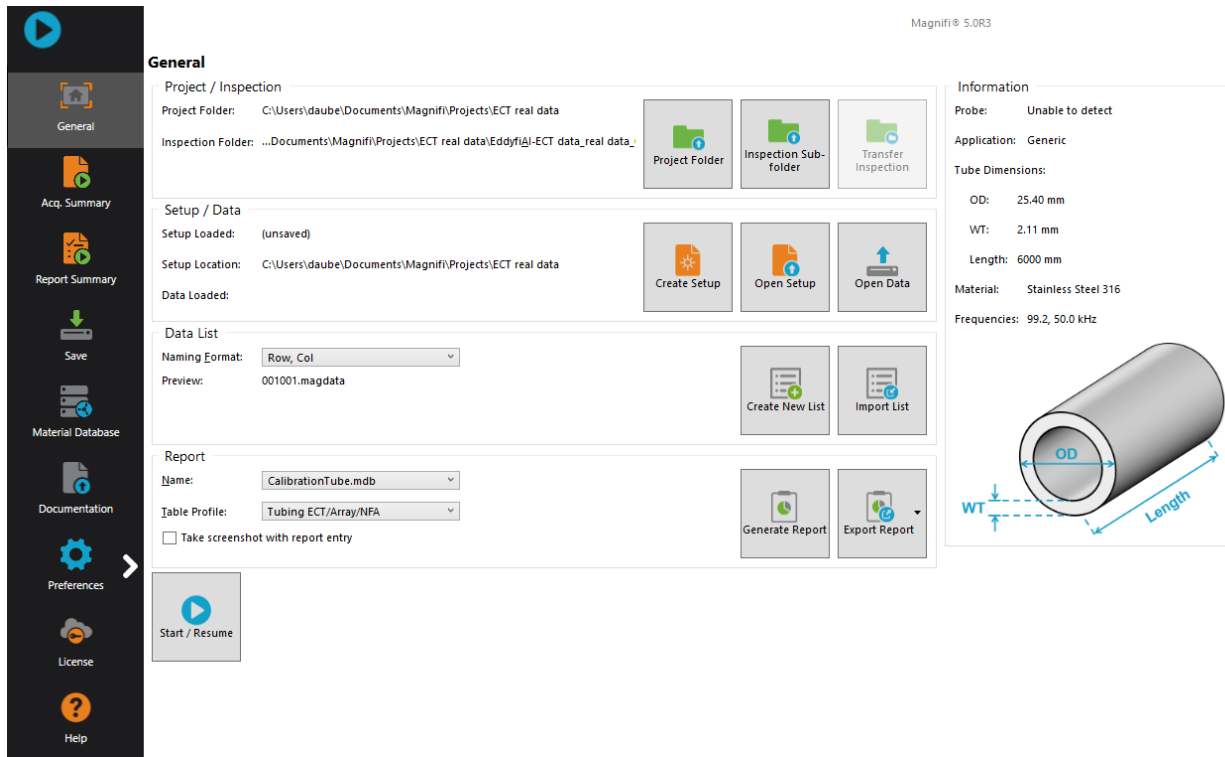 Magnifi® 5.0R3
General
Project / Inspection
Project Folder: C:\Users\daube\Documents\Magnifi\Projects\ECT real data
Inspection Folder: ...Documents\Magnifi\Projects\ECT real data\EddyfiAI-ECT data_real data_
Project Folder
Inspection Sub-
folder
Transfer
Inspection
Setup / Data
Setup Loaded: (unsaved)
Setup Location: C:\Users\daube\Documents\Magnifi\Projects\ECT real data
Data Loaded:
Create Setup
Open Setup
Open Data
Data List
Naming Format: Row, Col
Preview: 001001.magdata
Create New List
Import List
Report
Name: CalibrationTube.mdb
Table Profile: Tubing ECT/Array/NFA
Take screenshot with report entry
Generate Report
Export Report
Start / Resume
Information
Probe: Unable to detect
Application: Generic
Tube Dimensions:
OD: 25.40 mm
WT: 2.11 mm
Length: 6000 mm
Material: Stainless Steel 316
Frequencies: 99.2, 50.0 kHz
OD
WT
Length
General
Acq. Summary
Report Summary
Save
Material Database
Documentation
Preferences
License
Help